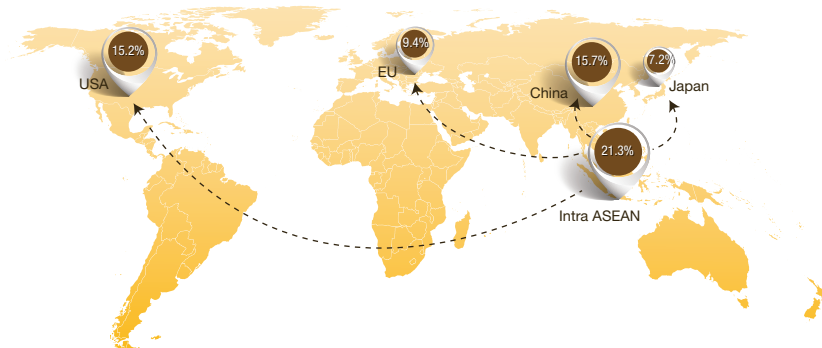 15.2%
USA
9.4%
EU
15.7%
China
7.2%
Japan
21.3%
Intra ASEAN